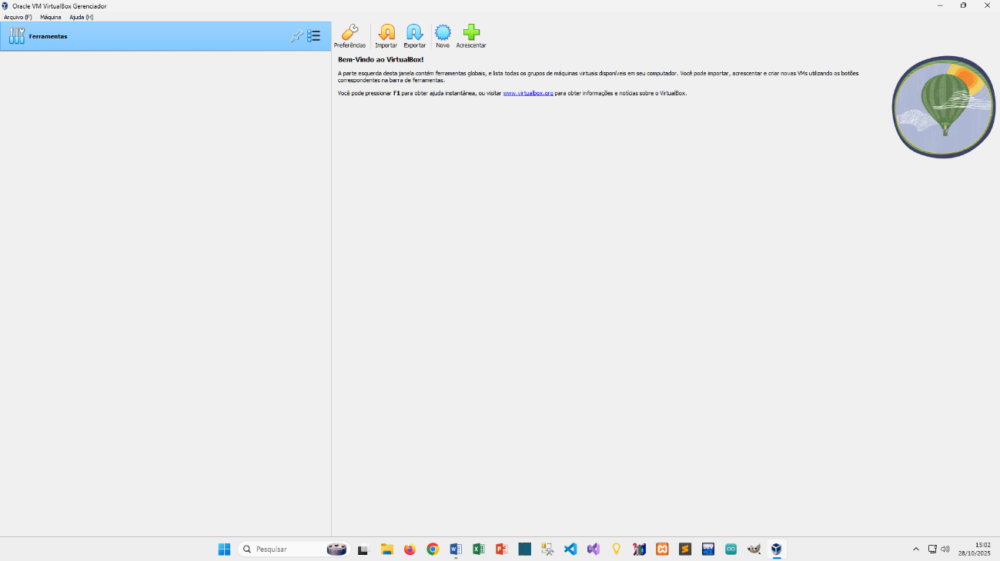 Oracle VM VirtualBox Gerenciador
Arquivo (F) Máquina Ajuda (H)
Ferramentas
Preferências Importar Exportar Novo Acrescentar
Bem-Vindo ao VirtualBox!
A parte esquerda desta janela contém ferramentas globais, e lista todas os grupos de máquinas virtuais disponíveis em seu computador. Você pode importar, acrescentar e criar novas VMs utilizando os botões
correspondentes na barra de ferramentas.
Você pode pressionar F1 para obter ajuda instantânea, ou visitar www.virtualbox.org para obter informações e notícias sobre o VirtualBox.
Pesquisar
DEV
15:02
28/10/2025